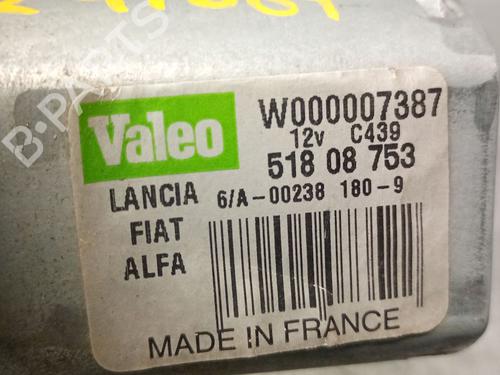 B-PARTS
Valeo
W000007387
12v C439
518 08 753
LANCIA 6/A-00238 180-9
FIAT
ALFA
MADE IN FRANCE